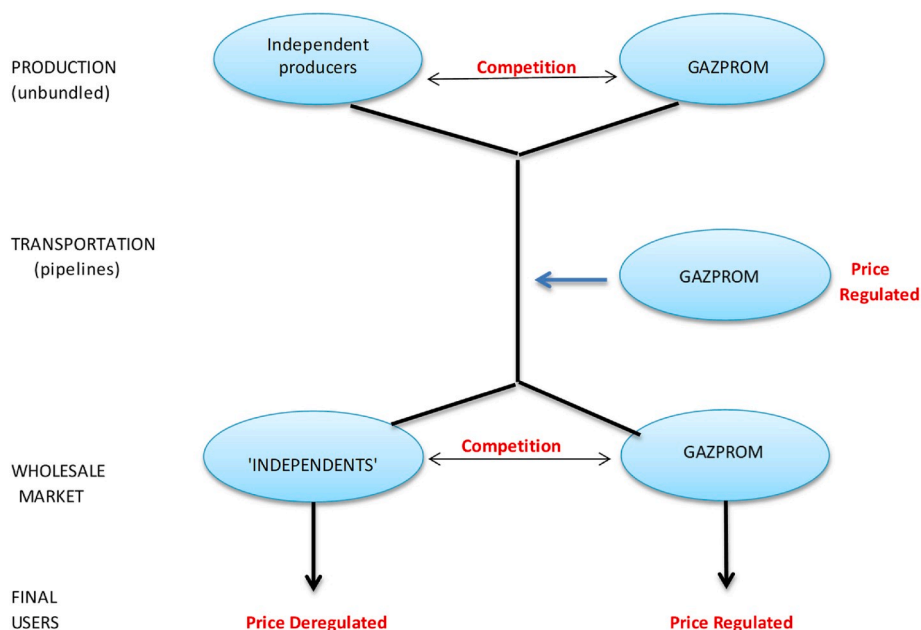 PRODUCTION
(unbundled)
Independent
producers
Competition
GAZPROM
TRANSPORTATION
(pipelines)
GAZPROM
Price
Regulated
WHOLESALE
MARKET
'INDEPENDENTS'
Competition
GAZPROM
FINAL
USERS
Price Deregulated
Price Regulated